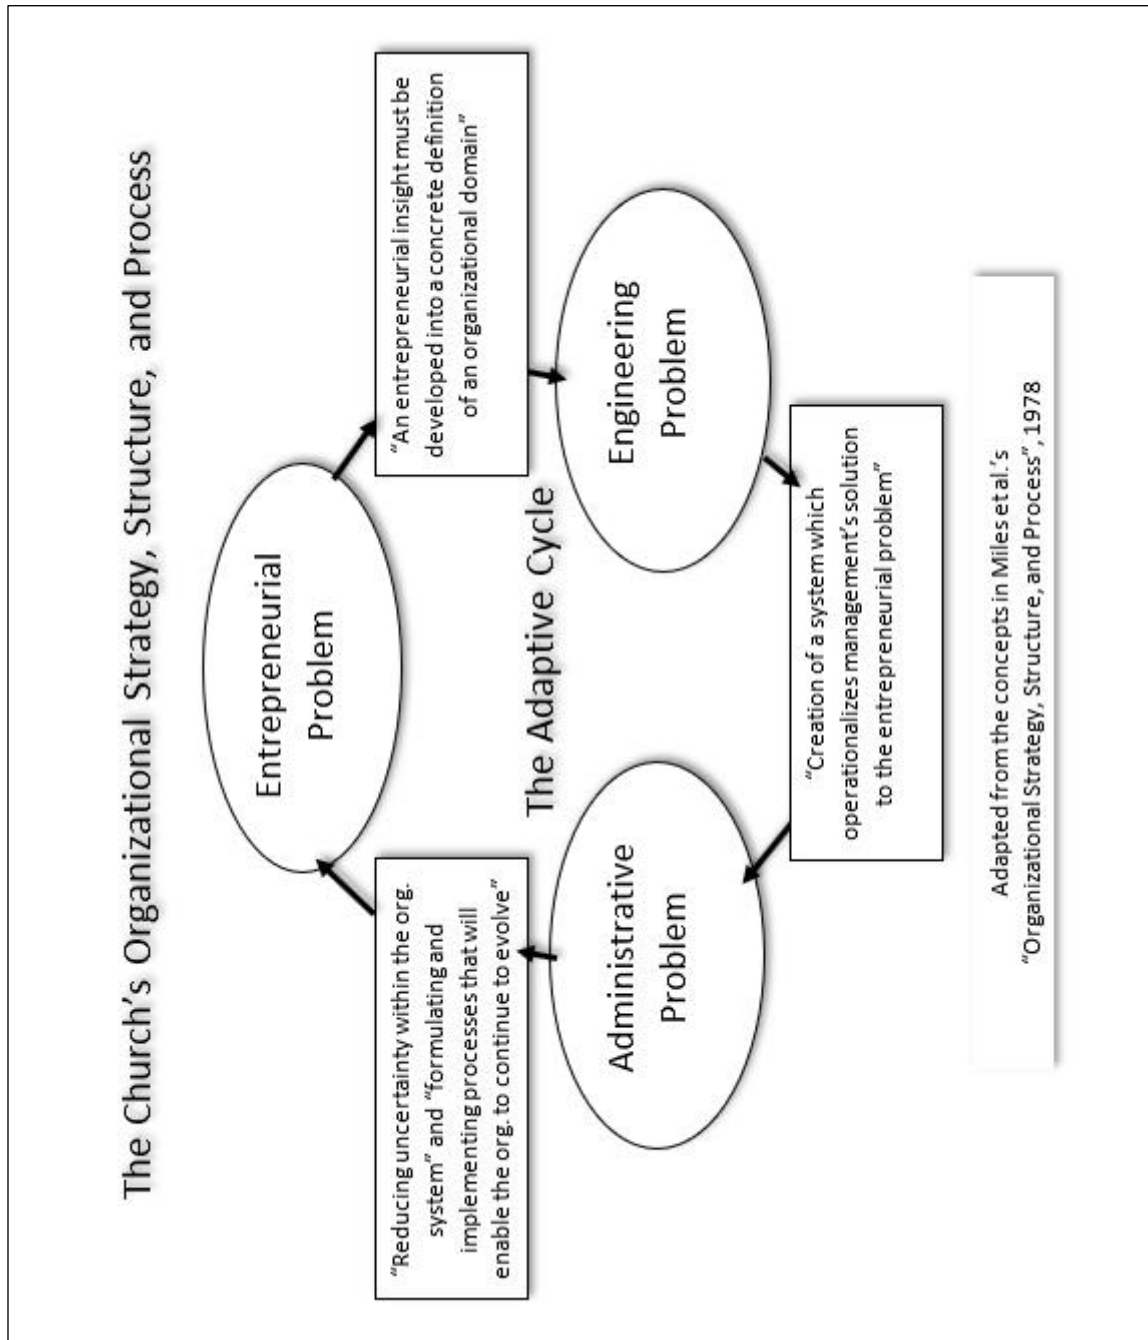 The Church’s Organizational Strategy, Structure, and Process
Entrepreneurial
Problem
“An entrepreneurial insight must be
developed into a concrete definition
of an organizational domain”
Engineering
Problem
“Creation of a system which
operationalizes management’s solution
to the entrepreneurial problem”
Administrative
Problem
“Reducing uncertainty within the org.
system” and “formulating and
implementing processes that will
enable the org. to continue to evolve”
The Adaptive Cycle
Adapted from the concepts in Miles et al.’s
“Organizational Strategy, Structure, and Process”, 1978